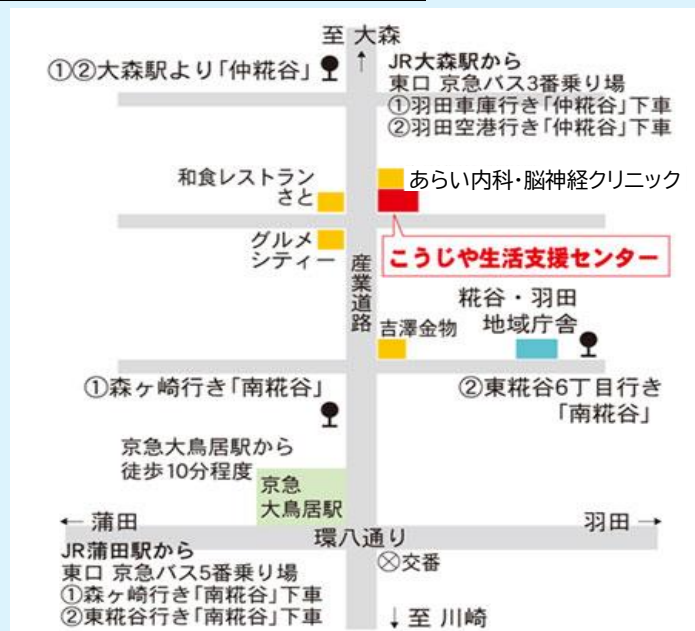 至 大森
①②大森駅より「仲糀谷」
JR大森駅から
東口 京急バス3番乗り場
①羽田車庫行き「仲糀谷」下車
②羽田空港行き「仲糀谷」下車
和食レストラン
さと
あらい内科・脳神経クリニック
グルメ
シティー
こうじや生活支援センター
産業道路
糀谷・羽田
地域庁舎
吉澤金物
①森ヶ崎行き「南糀谷」
②東糀谷6丁目行き
「南糀谷」
京急大鳥居駅から
徒歩10分程度
京急
大鳥居駅
←蒲田
羽田→
環八通り
JR蒲田駅から
東口 京急バス5番乗り場
①森ヶ崎行き「南糀谷」下車
②東糀谷行き「南糀谷」下車
交番
↓至 川崎